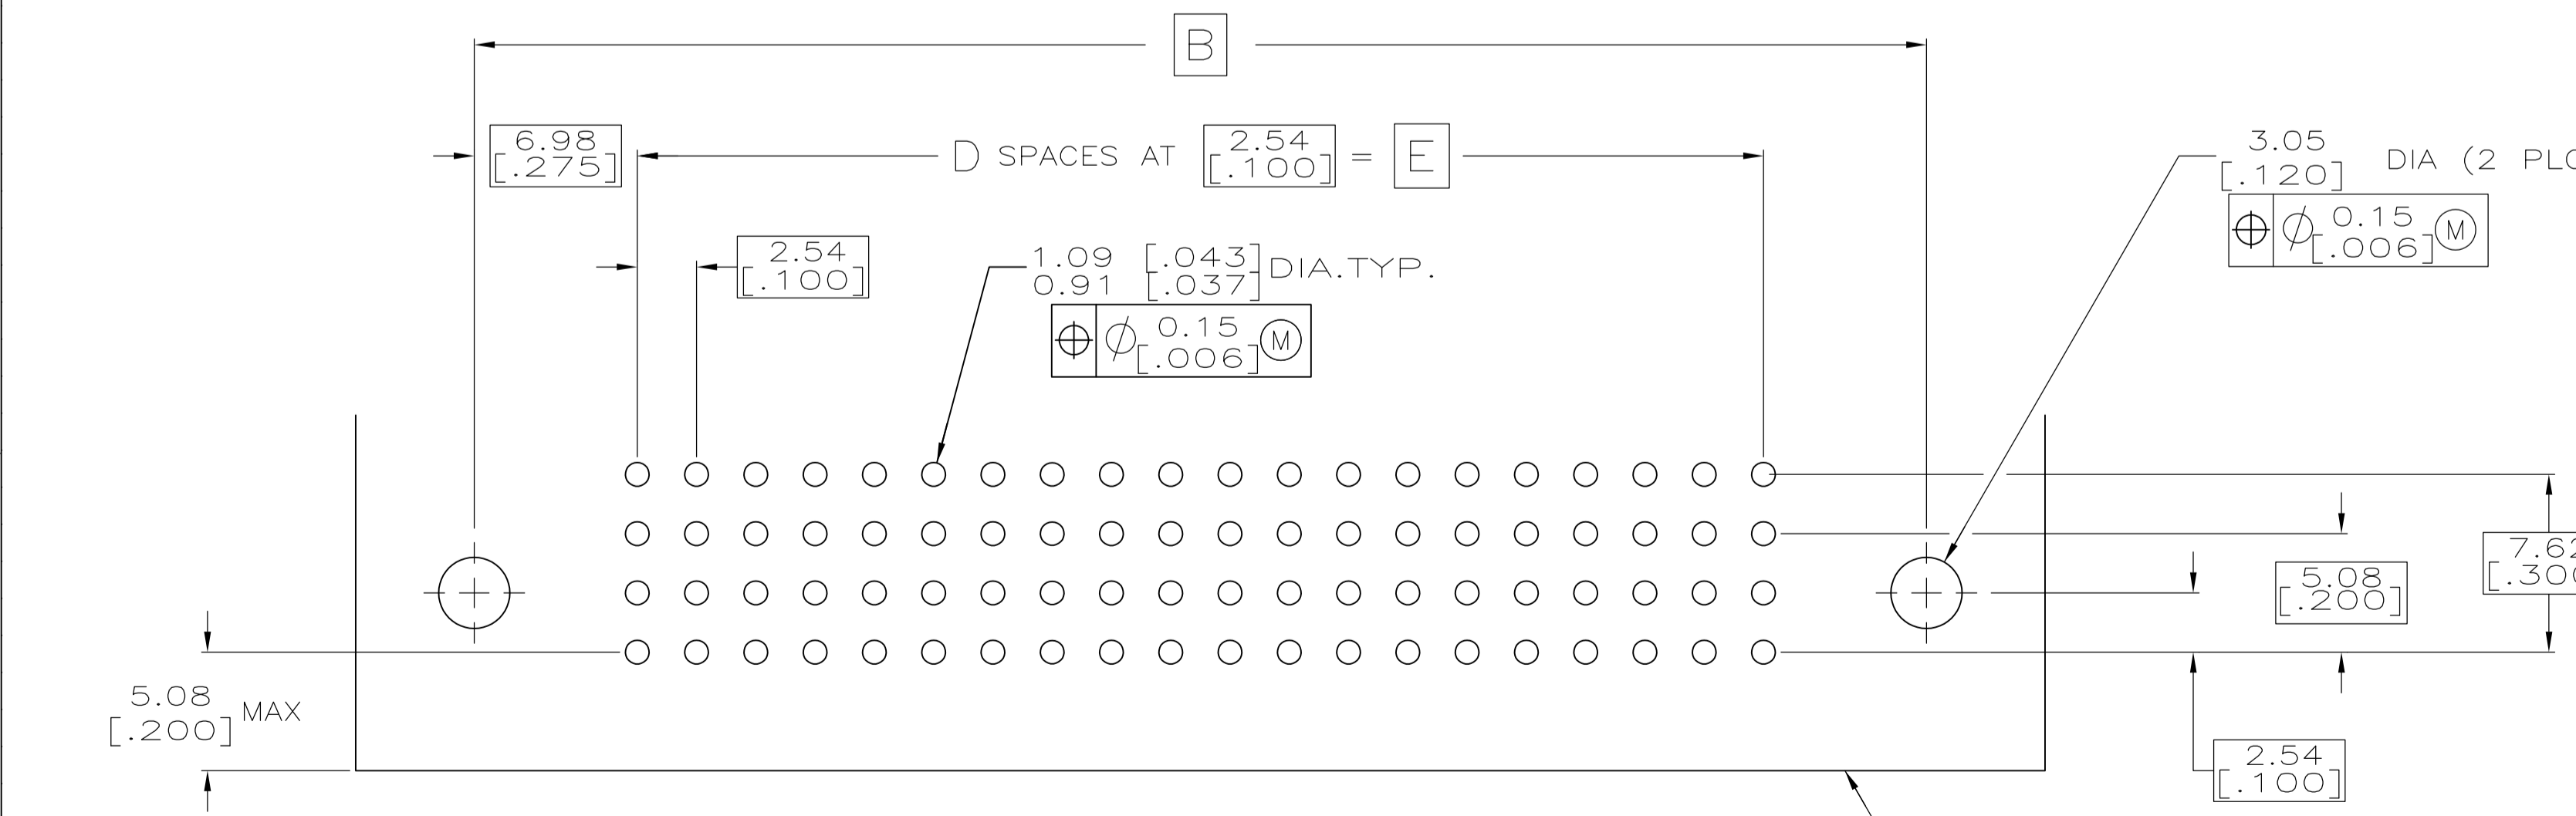 B
6.98
[.275]
D SPACES AT 2.54 = E
[.100]
3.05
[.120] DIA (2
2.54
[.100]
1.09 [.043]
0.91 [.037] DIA.TYP.
⌖ ⌀ 0.15 Ⓜ
[.006]
⌖ ⌀ 0.15 Ⓜ
[.006]
5.08
[.200]
5.08
[.200] MAX
2.54
[.100]